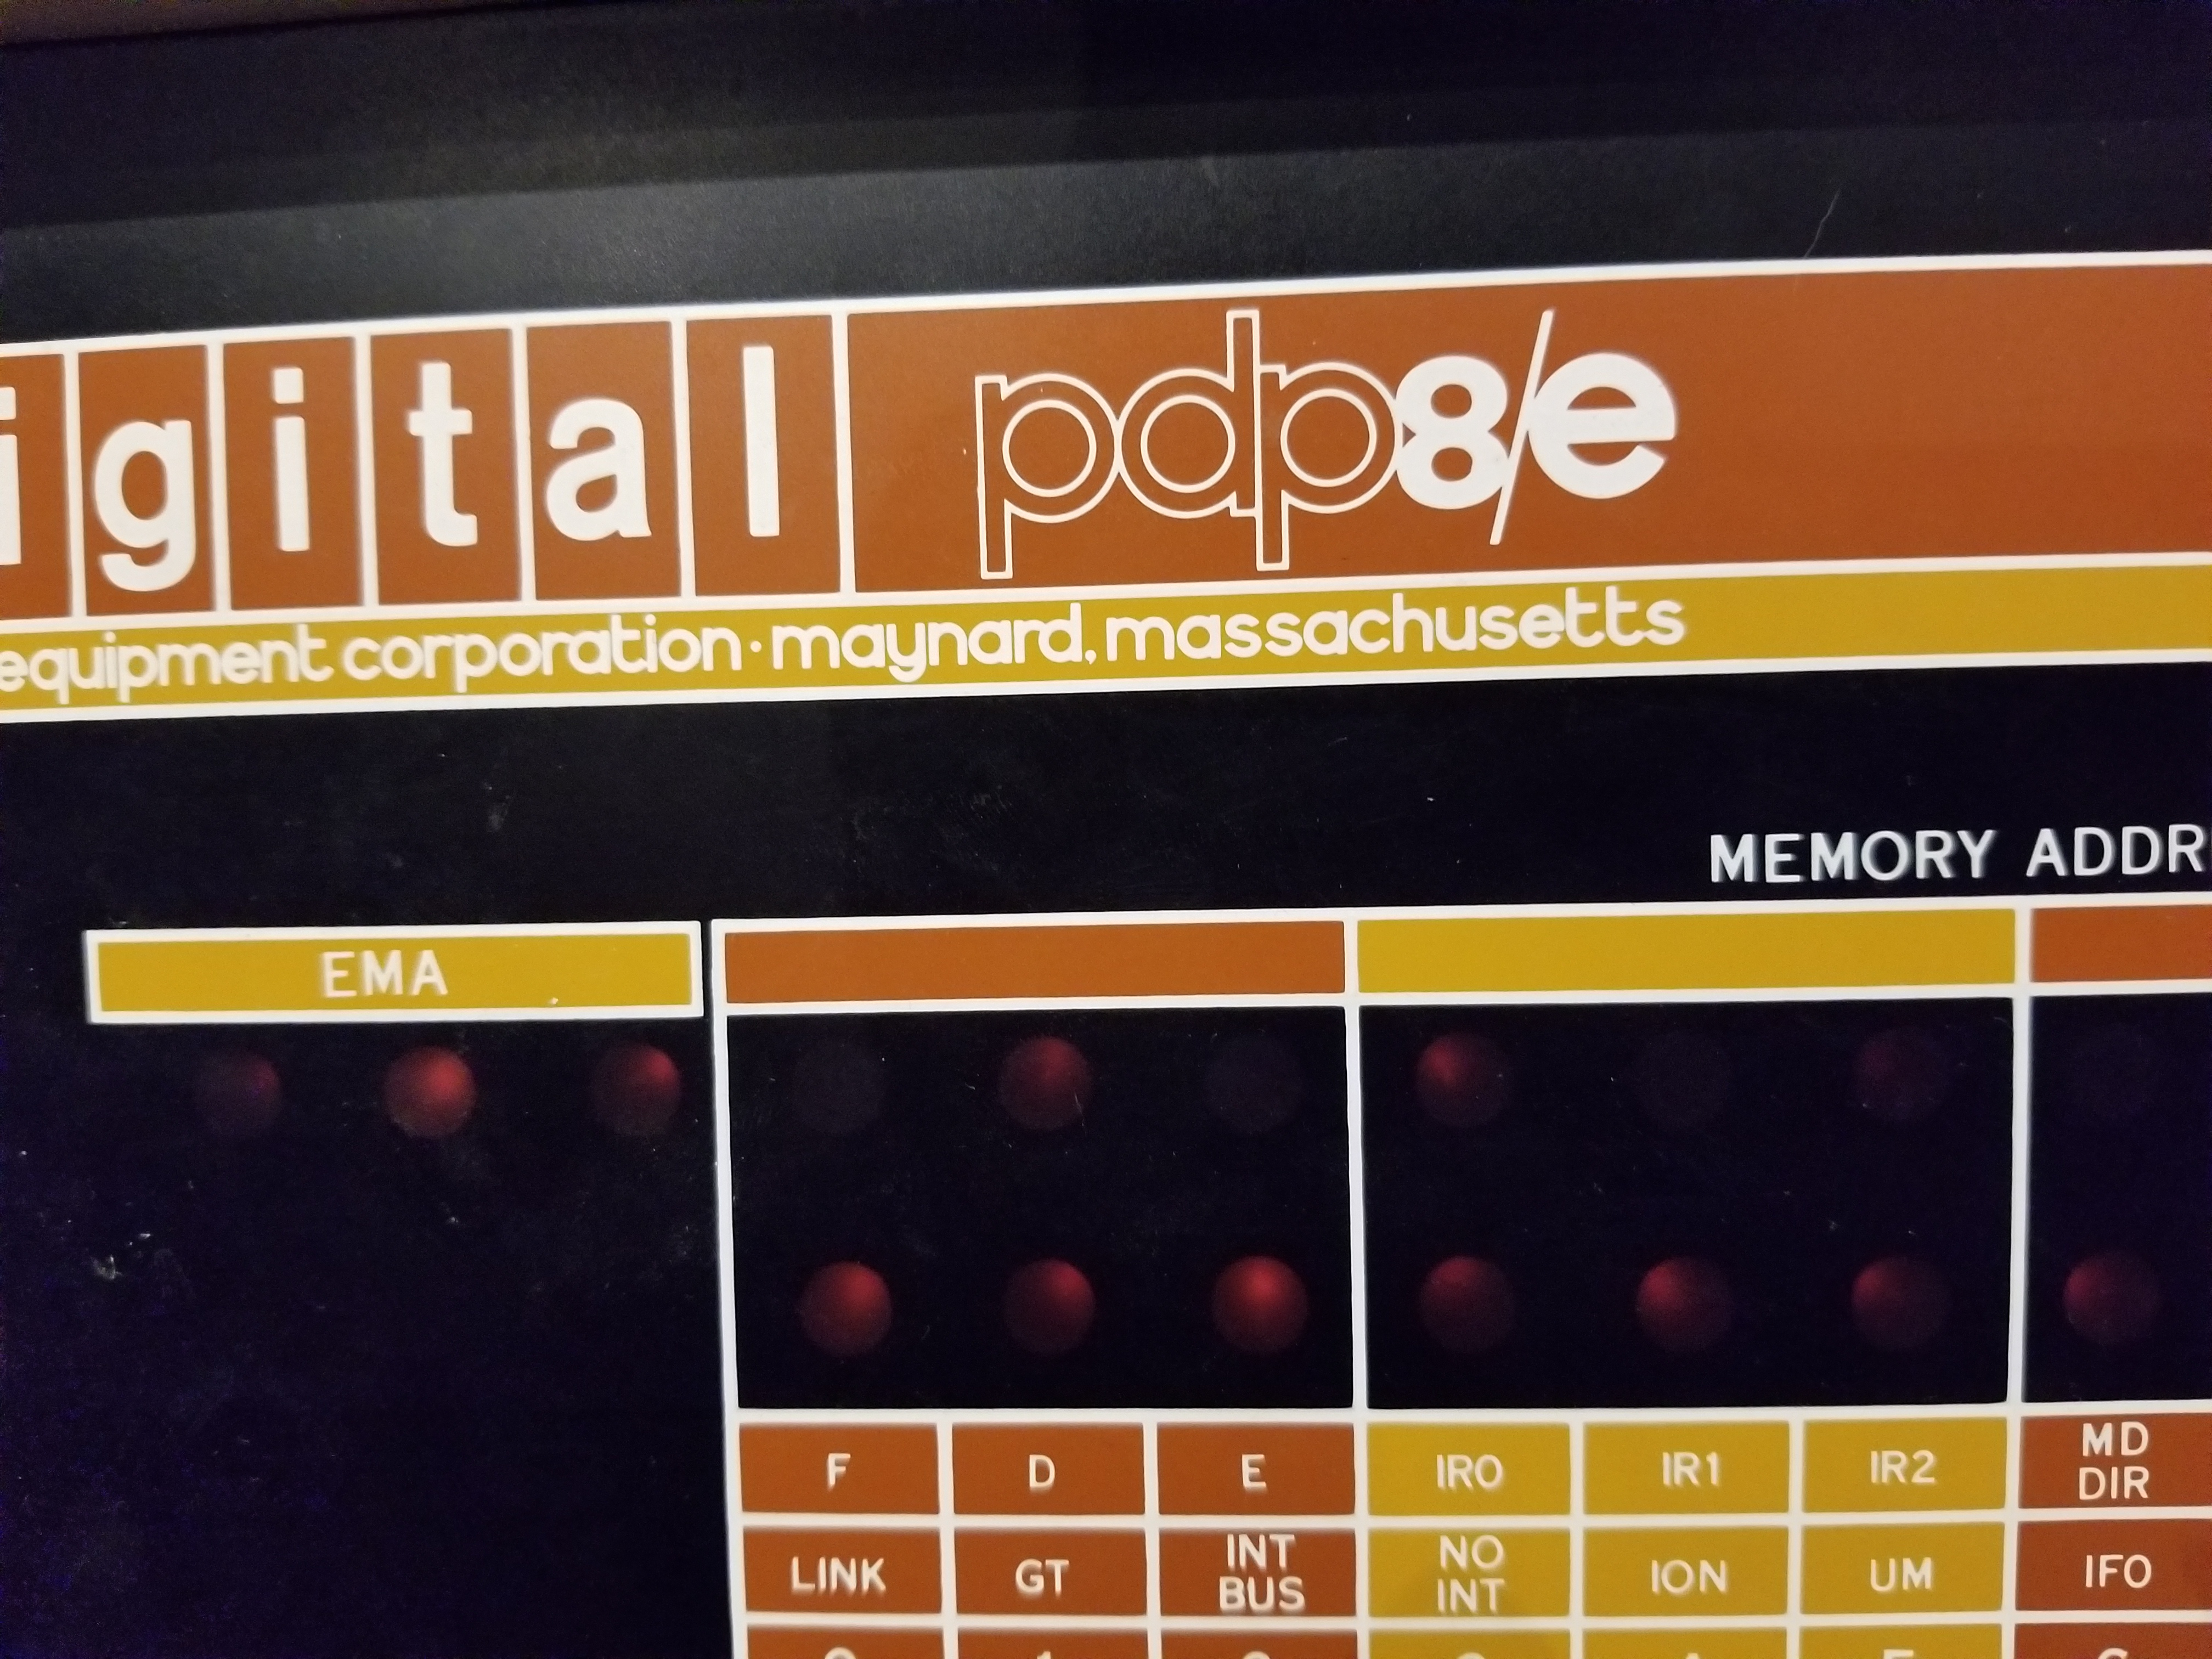 igital pdp8/e
equipment corporation · maynard, massachusetts
MEMORY ADDR
EMA
F D E IR0 IR1 IR2 MD DIR
LINK GT INT BUS NO INT ION UM IF0